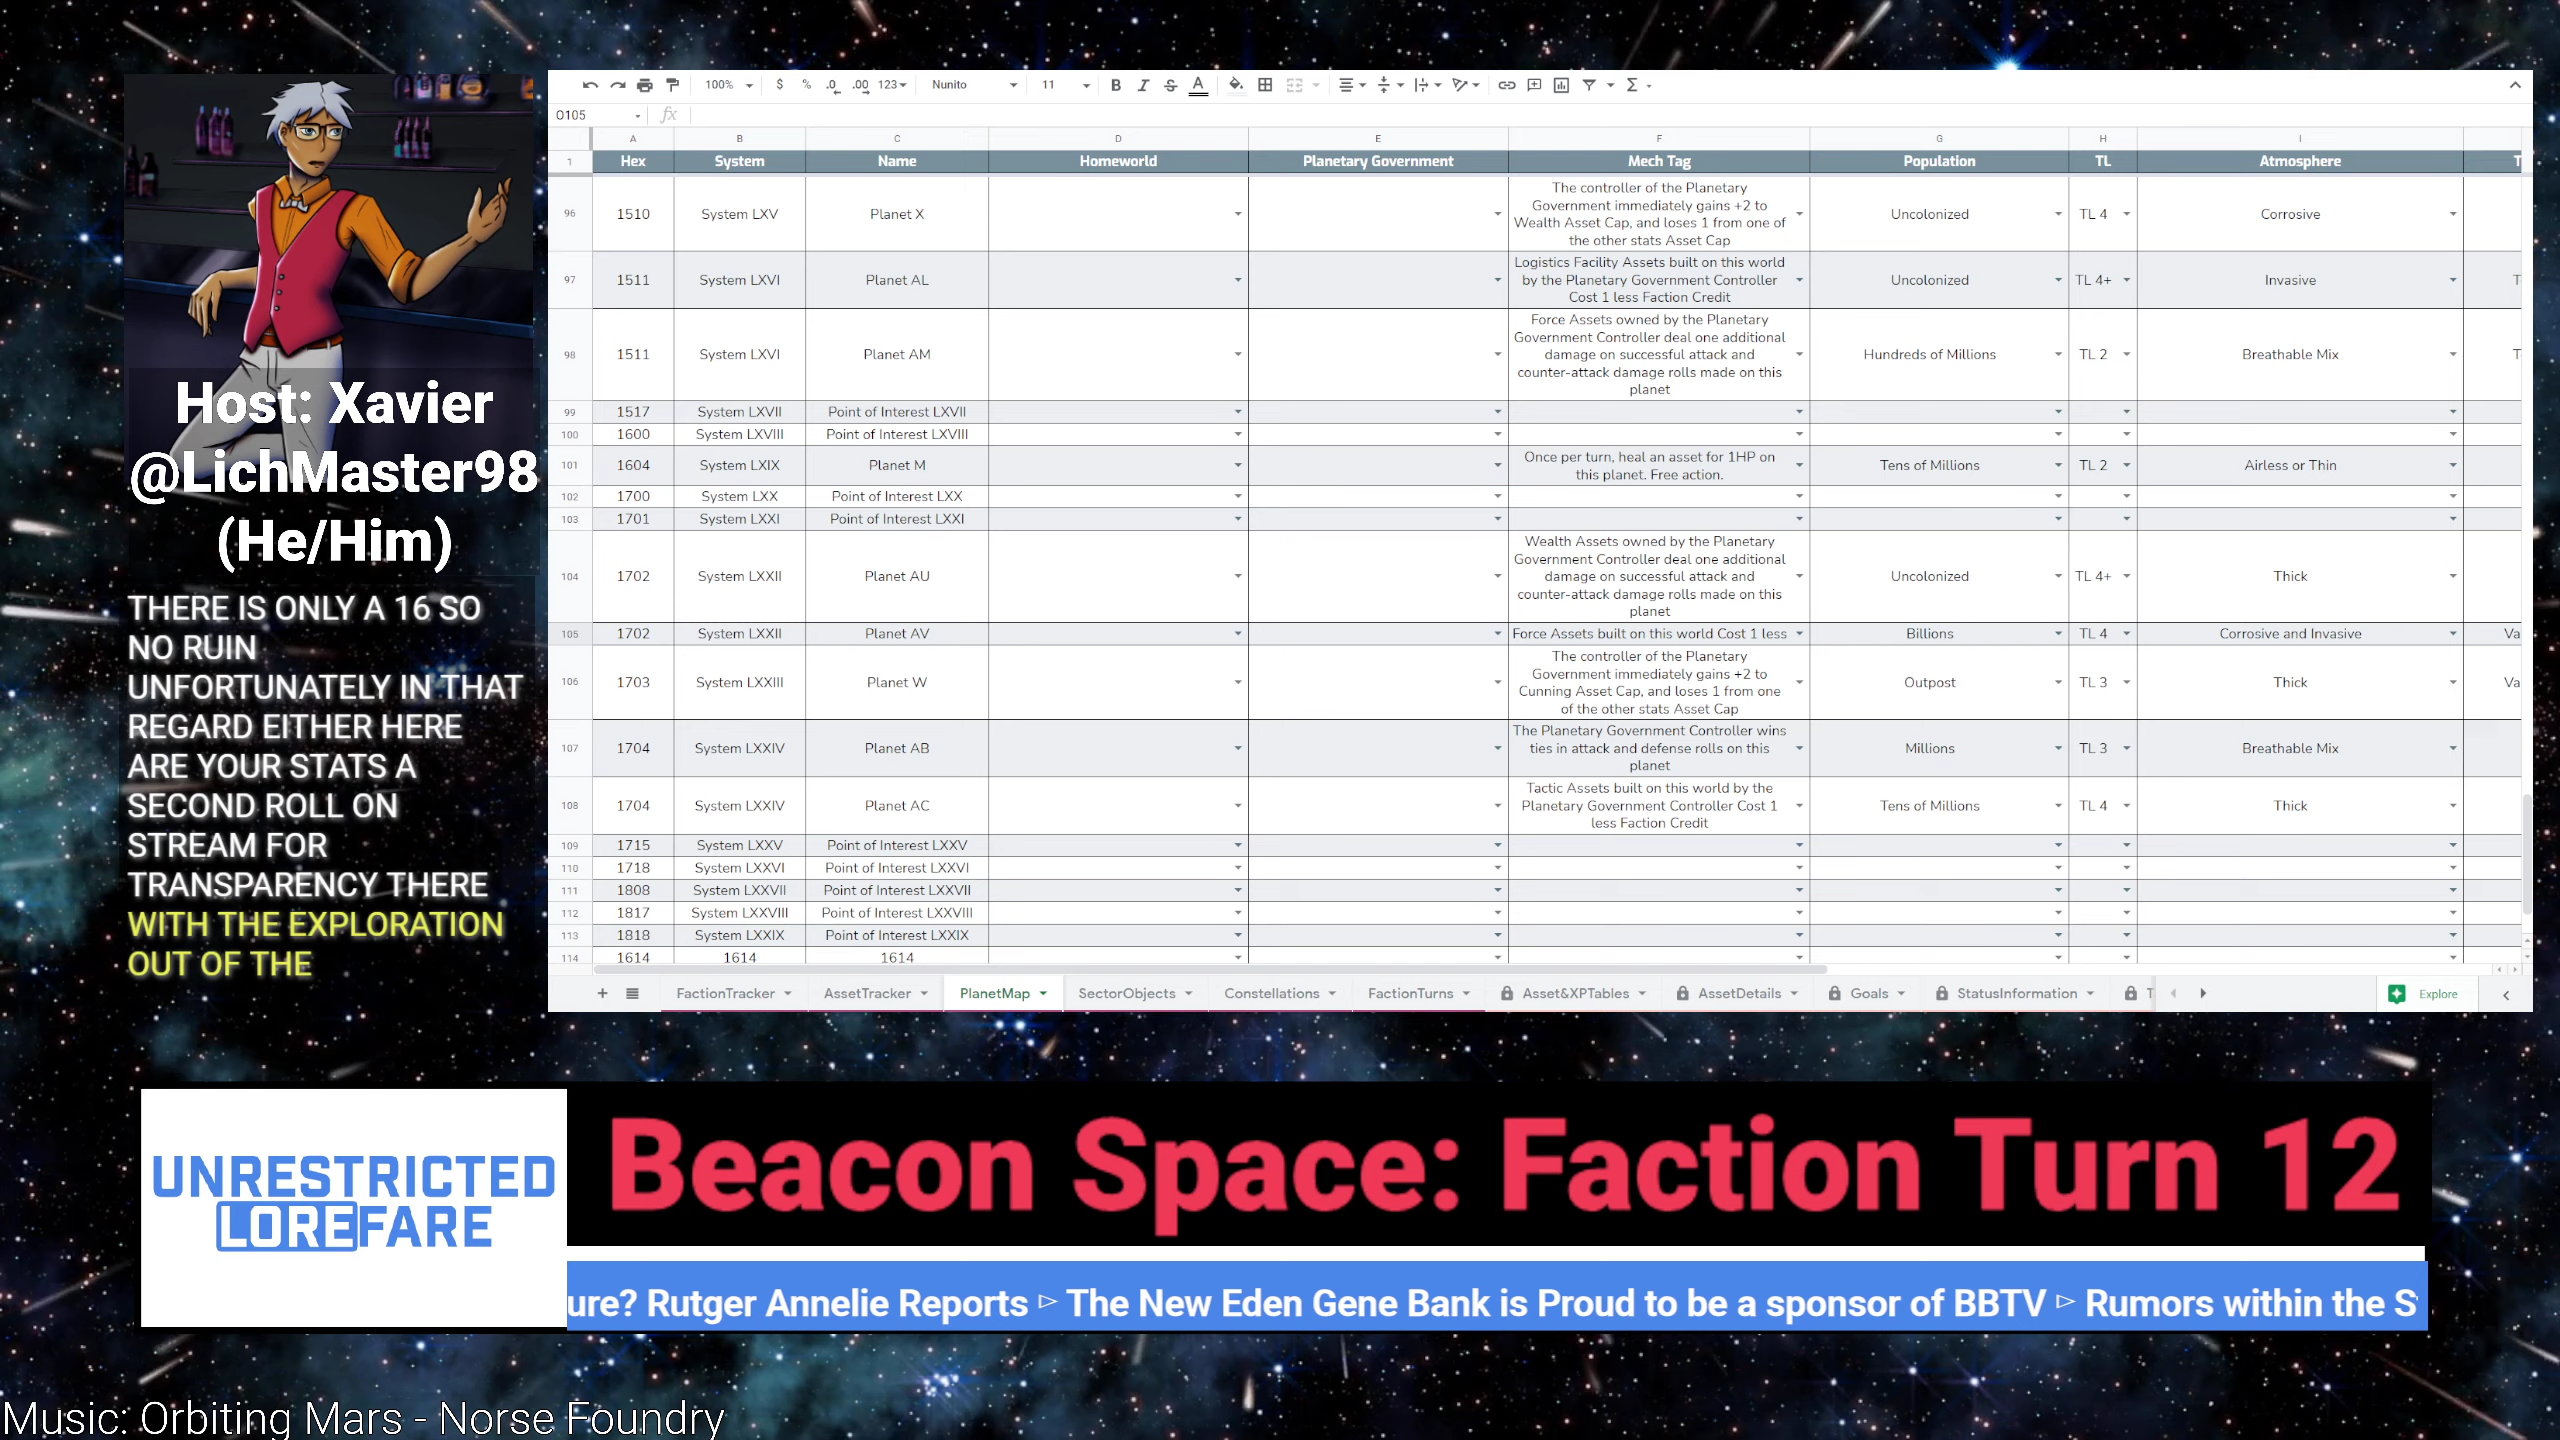 Host: Xavier
@LichMaster98
(He/Him)
THERE IS ONLY A 16 SO
NO RUIN
UNFORTUNATELY IN THAT
REGARD EITHER HERE
ARE YOUR STATS A
SECOND ROLL ON
STREAM FOR
TRANSPARENCY THERE
WITH THE EXPLORATION
OUT OF THE
100% $ % .0 .00 123 Nunito 11 B I S A
O105 fx
A B C D E F G H I
1 Hex System Name Homeworld Planetary Government Mech Tag Population TL Atmosphere T
96 1510 System LXV Planet X The controller of the Planetary Government immediately gains +2 to Wealth Asset Cap, and loses 1 from one of the other stats Asset Cap Uncolonized TL 4 Corrosive
97 1511 System LXVI Planet AL Logistics Facility Assets built on this world by the Planetary Government Controller Cost 1 less Faction Credit Uncolonized TL 4+ Invasive T
98 1511 System LXVI Planet AM Force Assets owned by the Planetary Government Controller deal one additional damage on successful attack and counter-attack damage rolls made on this planet Hundreds of Millions TL 2 Breathable Mix T
99 1517 System LXVII Point of Interest LXVII
100 1600 System LXVIII Point of Interest LXVIII
101 1604 System LXIX Planet M Once per turn, heal an asset for 1HP on this planet. Free action. Tens of Millions TL 2 Airless or Thin
102 1700 System LXX Point of Interest LXX
103 1701 System LXXI Point of Interest LXXI
104 1702 System LXXII Planet AU Wealth Assets owned by the Planetary Government Controller deal one additional damage on successful attack and counter-attack damage rolls made on this planet Uncolonized TL 4+ Thick
105 1702 System LXXII Planet AV Force Assets built on this world Cost 1 less Billions TL 4 Corrosive and Invasive Va
106 1703 System LXXIII Planet W The controller of the Planetary Government immediately gains +2 to Cunning Asset Cap, and loses 1 from one of the other stats Asset Cap Outpost TL 3 Thick Va
107 1704 System LXXIV Planet AB The Planetary Government Controller wins ties in attack and defense rolls on this planet Millions TL 3 Breathable Mix
108 1704 System LXXIV Planet AC Tactic Assets built on this world by the Planetary Government Controller Cost 1 less Faction Credit Tens of Millions TL 4 Thick
109 1715 System LXXV Point of Interest LXXV
110 1718 System LXXVI Point of Interest LXXVI
111 1808 System LXXVII Point of Interest LXXVII
112 1817 System LXXVIII Point of Interest LXXVIII
113 1818 System LXXIX Point of Interest LXXIX
114 1614 1614 1614
FactionTracker AssetTracker PlanetMap SectorObjects Constellations FactionTurns Asset&XPTables AssetDetails Goals StatusInformation T Explore
UNRESTRICTED
LOREFARE
Beacon Space: Faction Turn 12
ure? Rutger Annelie Reports ▻ The New Eden Gene Bank is Proud to be a sponsor of BBTV ▻ Rumors within the S
Music: Orbiting Mars - Norse Foundry